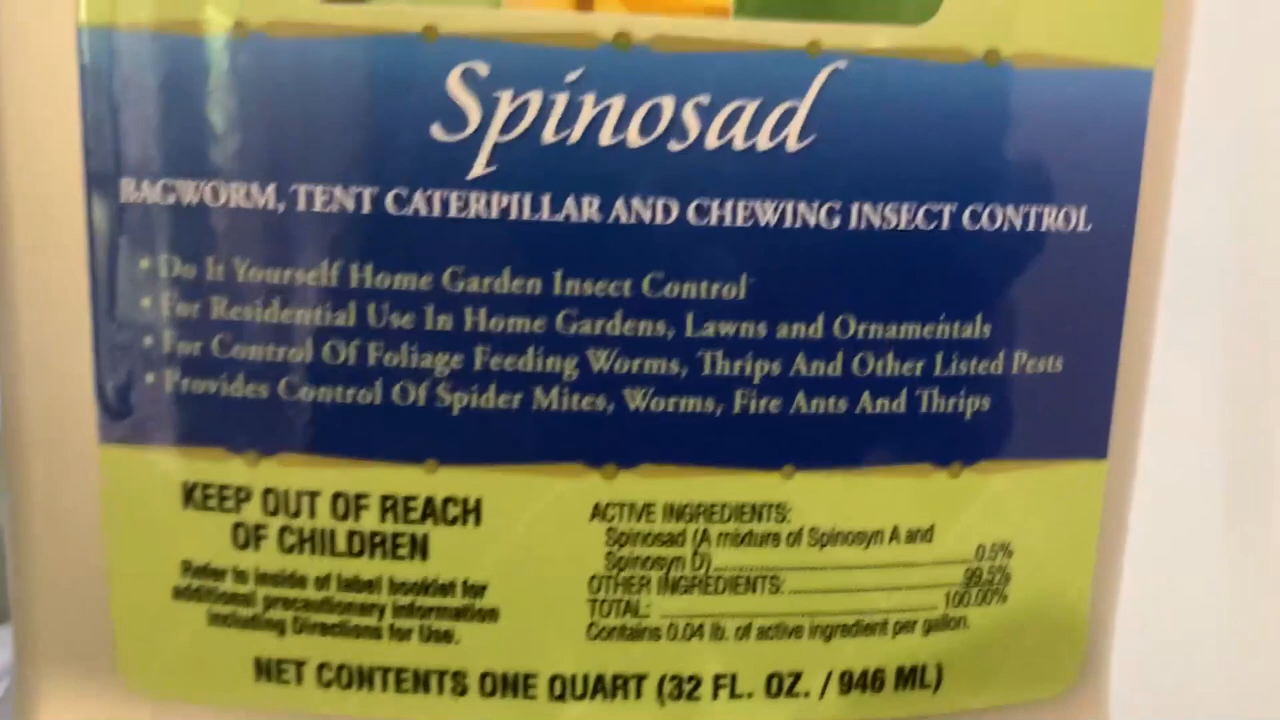 Spinosad
BAGWORM, TENT CATERPILLAR AND CHEWING INSECT CONTROL
• Do It Yourself Home Garden Insect Control
• For Residential Use In Home Gardens, Lawns and Ornamentals
• For Control Of Foliage Feeding Worms, Thrips And Other Listed Pests
• Provides Control Of Spider Mites, Worms, Fire Ants And Thrips
KEEP OUT OF REACH
OF CHILDREN
Refer to inside of label booklet for
additional precautionary information
including Directions for Use.
ACTIVE INGREDIENTS:
Spinosad (A mixture of Spinosyn A and
Spinosyn D)..................0.5%
OTHER INGREDIENTS:..................99.5%
TOTAL:..................100.00%
Contains 0.04 lb. of active ingredient per gallon.
NET CONTENTS ONE QUART (32 FL. OZ. / 946 ML)